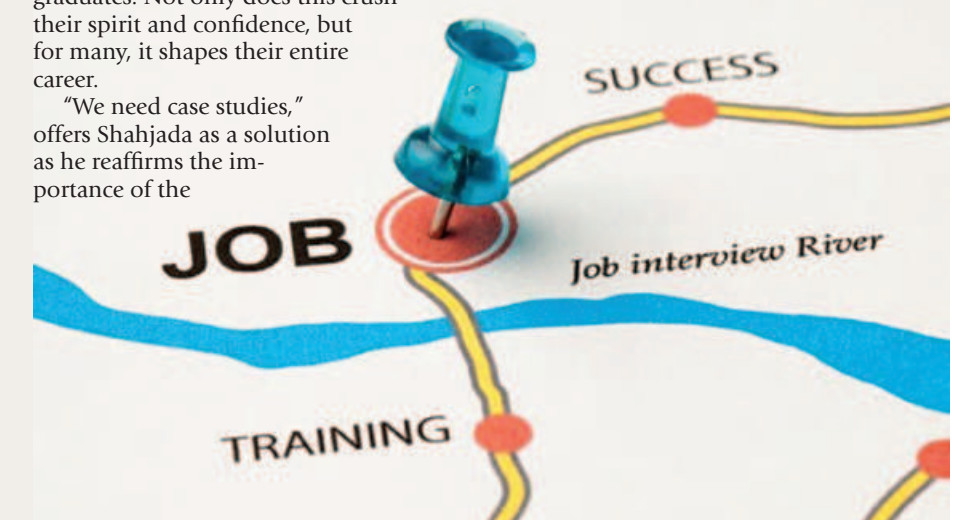 graduates. Not only does this crush
their spirit and confidence, but
for many, it shapes their entire
career.
“We need case studies,”
offers Shahjada as a solution
as he reaffirms the im-
portance of the
SUCCESS
JOB
Job interview River
TRAINING